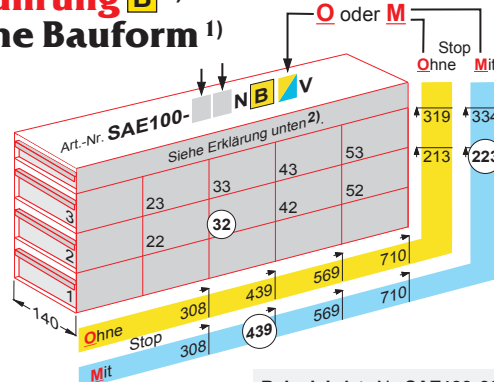 B
ne Bauform 1)
O oder M
Stop
Ohne Mit
Art.-Nr. SAE100- N B V
Siehe Erklärung unten 2).
319 334
213 223
53
43
33
23
3
52
42
32
22
2
1
140
Ohne 308 439 569 710
Stop
Mit 308 439 569 710